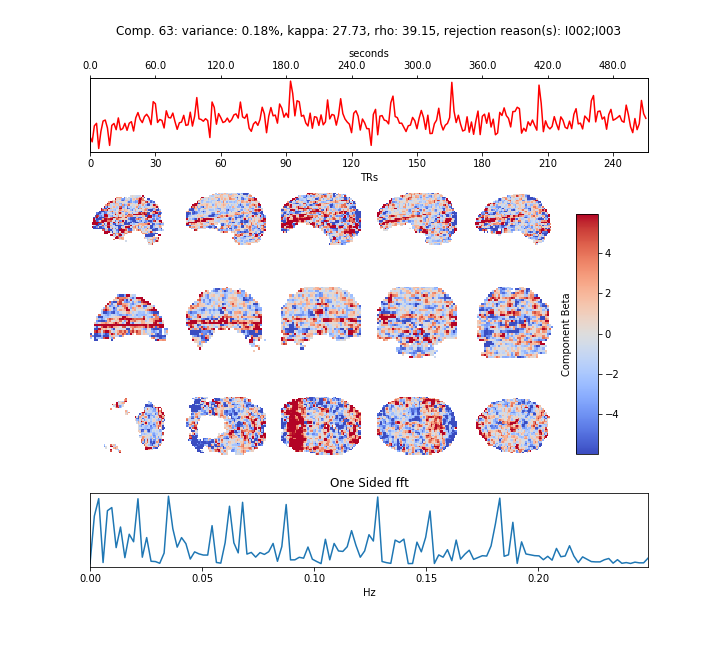 Comp. 63: variance: 0.18%, kappa: 27.73, rho: 39.15, rejection reason(s): I002;I003
seconds
0.0 60.0 120.0 180.0 240.0 300.0 360.0 420.0 480.0
0 30 60 90 120 150 180 210 240
TRs
4
2
0
−2
−4
Component Beta
One Sided fft
0.00 0.05 0.10 0.15 0.20
Hz